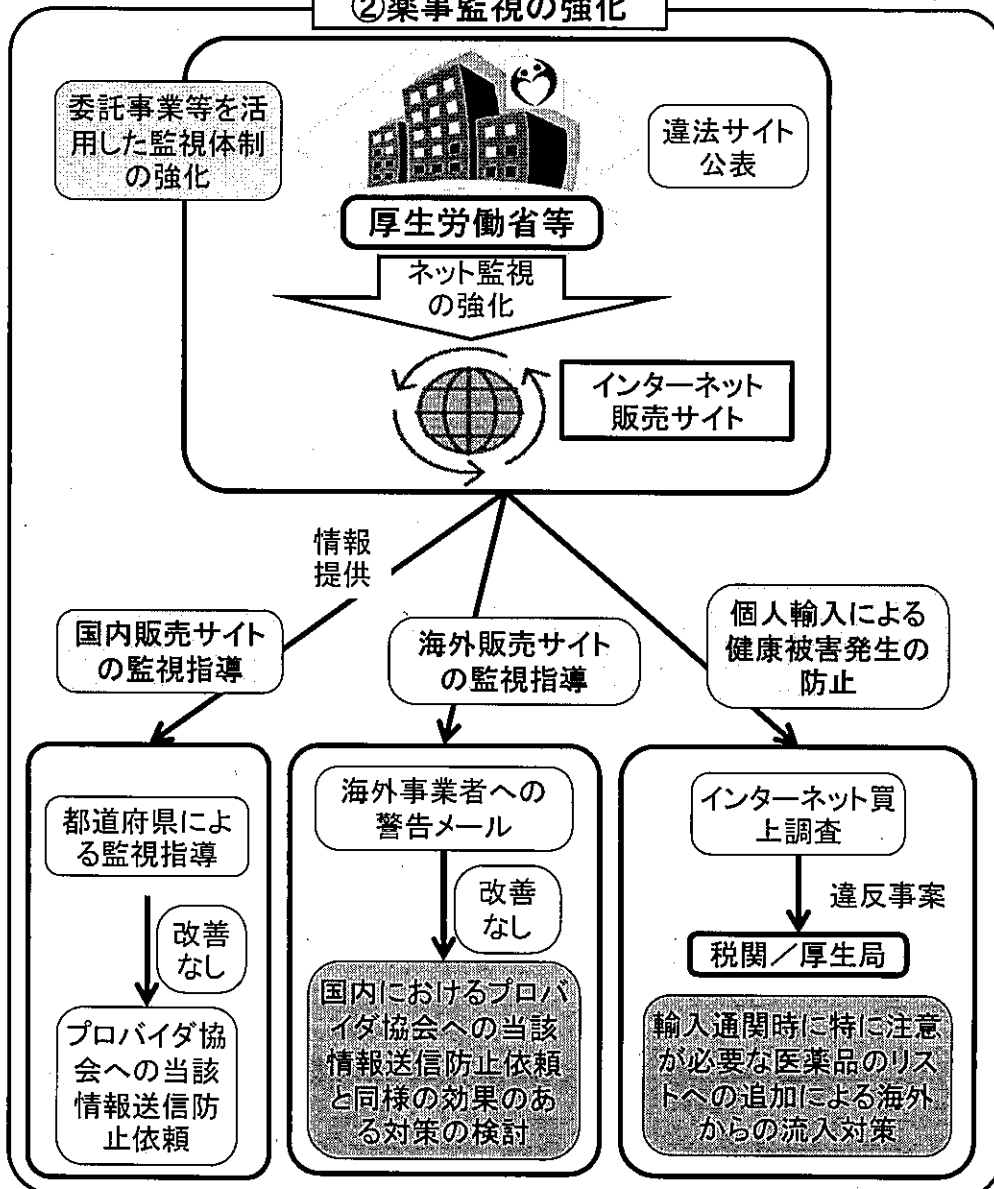 ②薬事監視の強化
委託事業等を活
用した監視体制
の強化
違法サイト
公表
厚生労働省等
ネット監視
の強化
インターネット
販売サイト
情報
提供
国内販売サイト
の監視指導
海外販売サイト
の監視指導
個人輸入による
健康被害発生の
防止
都道府県によ
る監視指導
改善
なし
プロバイダ協
会への当該
情報送信防
止依頼
海外事業者への
警告メール
改善
なし
国内におけるプロバ
イダ協会への当該
情報送信防止依頼
と同様の効果のあ
る対策の検討
インターネット買
上調査
違反事案
税関／厚生局
輸入通関時に特に注意
が必要な医薬品のリス
トへの追加による海外
からの流入対策